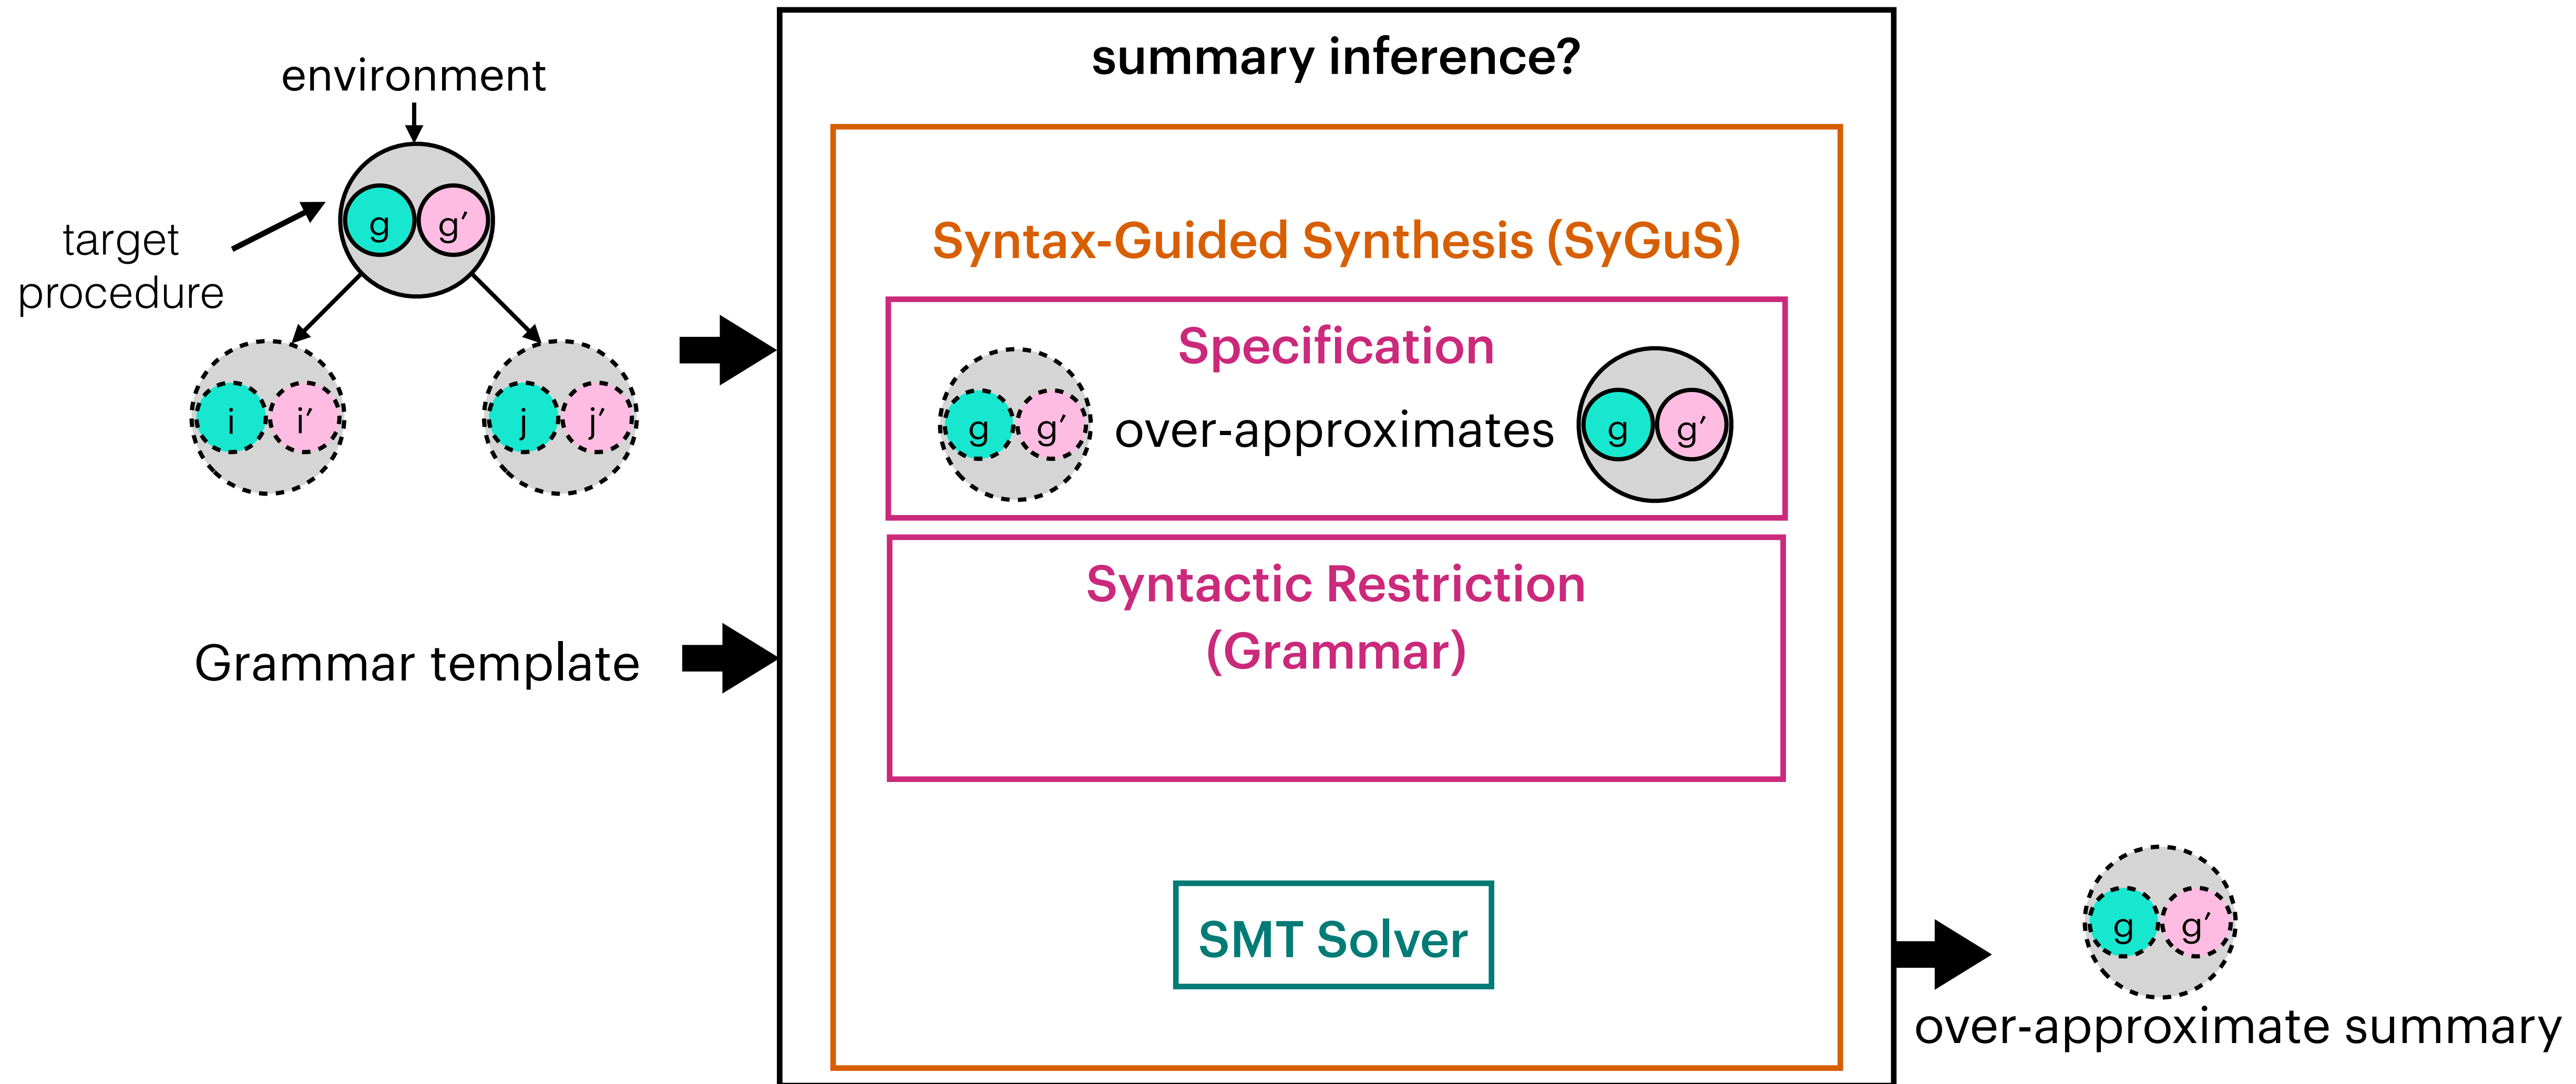 summary inference?
environment
g g′
target
procedure
i i′
j j′
Grammar template
Syntax-Guided Synthesis (SyGuS)
Specification
g g′ over-approximates g g′
Syntactic Restriction
(Grammar)
SMT Solver
g g′
over-approximate summary